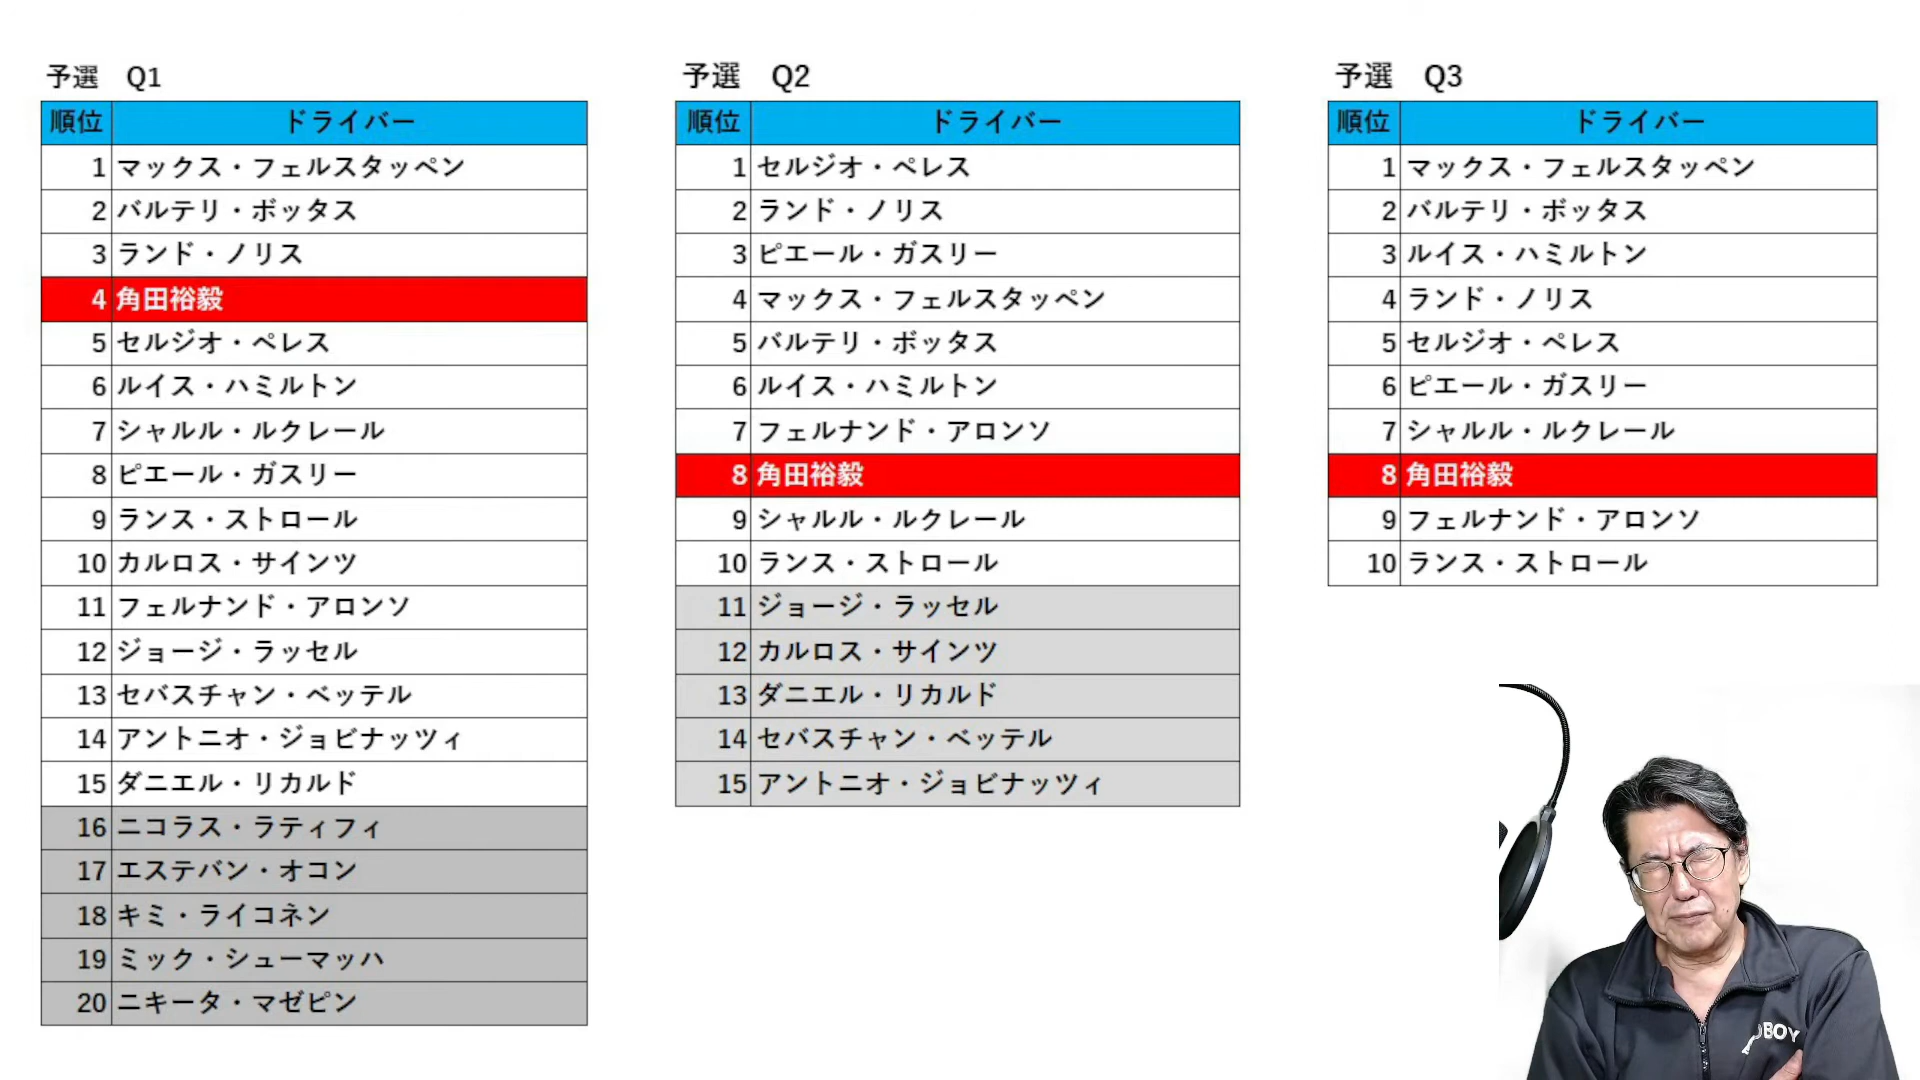 予選 Q1
順位 ドライバー
1 マックス・フェルスタッペン
2 バルテリ・ボッタス
3 ランド・ノリス
4 角田裕毅
5 セルジオ・ペレス
6 ルイス・ハミルトン
7 シャルル・ルクレール
8 ピエール・ガスリー
9 ランス・ストロール
10 カルロス・サインツ
11 フェルナンド・アロンソ
12 ジョージ・ラッセル
13 セバスチャン・ベッテル
14 アントニオ・ジョビナッツィ
15 ダニエル・リカルド
16 ニコラス・ラティフィ
17 エステバン・オコン
18 キミ・ライコネン
19 ミック・シューマッハ
20 ニキータ・マゼピン
予選 Q2
順位 ドライバー
1 セルジオ・ペレス
2 ランド・ノリス
3 ピエール・ガスリー
4 マックス・フェルスタッペン
5 バルテリ・ボッタス
6 ルイス・ハミルトン
7 フェルナンド・アロンソ
8 角田裕毅
9 シャルル・ルクレール
10 ランス・ストロール
11 ジョージ・ラッセル
12 カルロス・サインツ
13 ダニエル・リカルド
14 セバスチャン・ベッテル
15 アントニオ・ジョビナッツィ
予選 Q3
順位 ドライバー
1 マックス・フェルスタッペン
2 バルテリ・ボッタス
3 ルイス・ハミルトン
4 ランド・ノリス
5 セルジオ・ペレス
6 ピエール・ガスリー
7 シャルル・ルクレール
8 角田裕毅
9 フェルナンド・アロンソ
10 ランス・ストロール
BOY